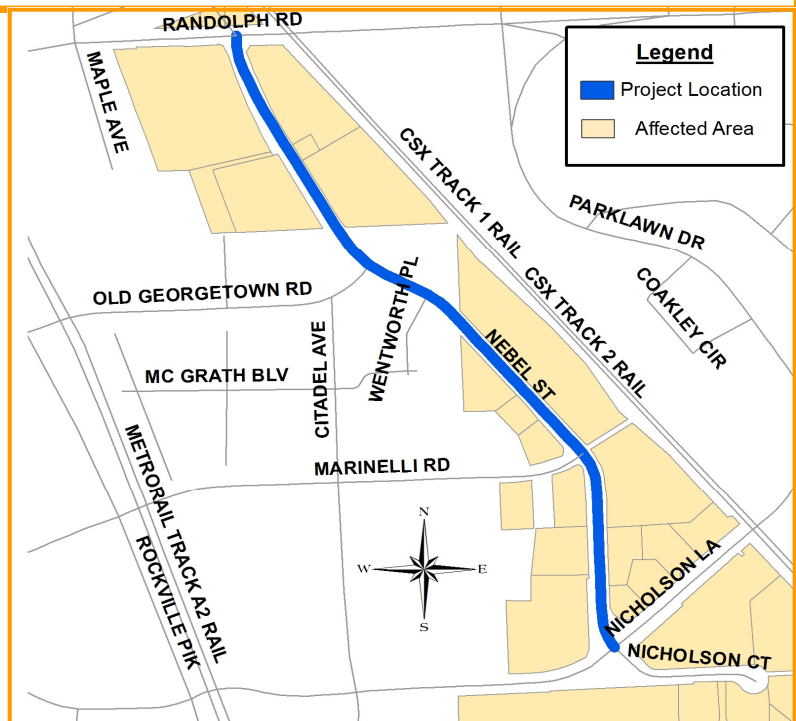 RANDOLPH RD
Legend
Project Location
Affected Area
MAPLE AVE
CSX TRACK 1 RAIL
PARKLAWN DR
COAKLEY CIR
CSX TRACK 2 RAIL
OLD GEORGETOWN RD
WENTWORTH PL
NEBEL ST
CITADEL AVE
MC GRATH BLV
METRORAIL TRACK A2 RAIL
ROCKVILLE PIK
MARINELLI RD
N
W
E
S
NICHOLSON LA
NICHOLSON CT